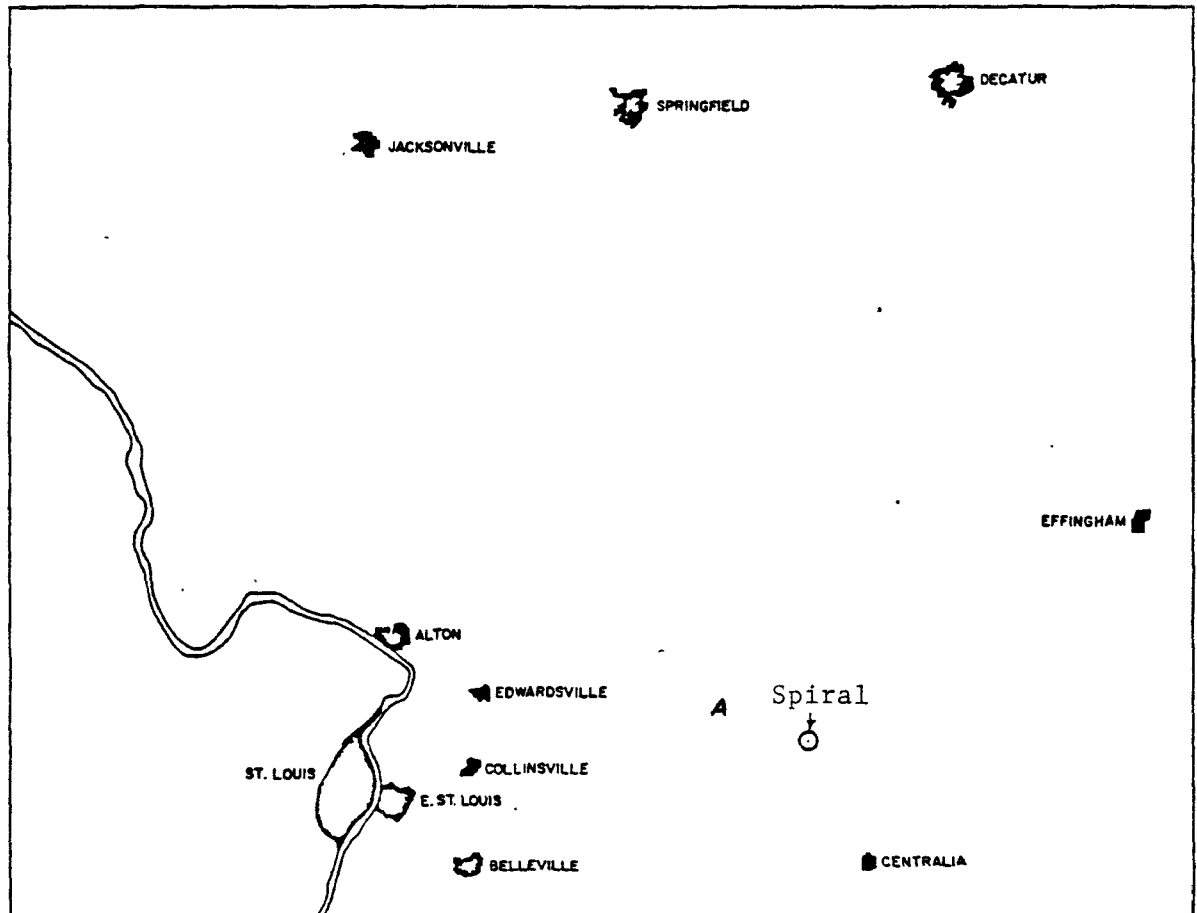 DECATUR
SPRINGFIELD
JACKSONVILLE
EFFINGHAM
ALTON
EDWARDSVILLE
A
Spiral
ST. LOUIS
COLLINSVILLE
E. ST. LOUIS
BELLEVILLE
CENTRALIA